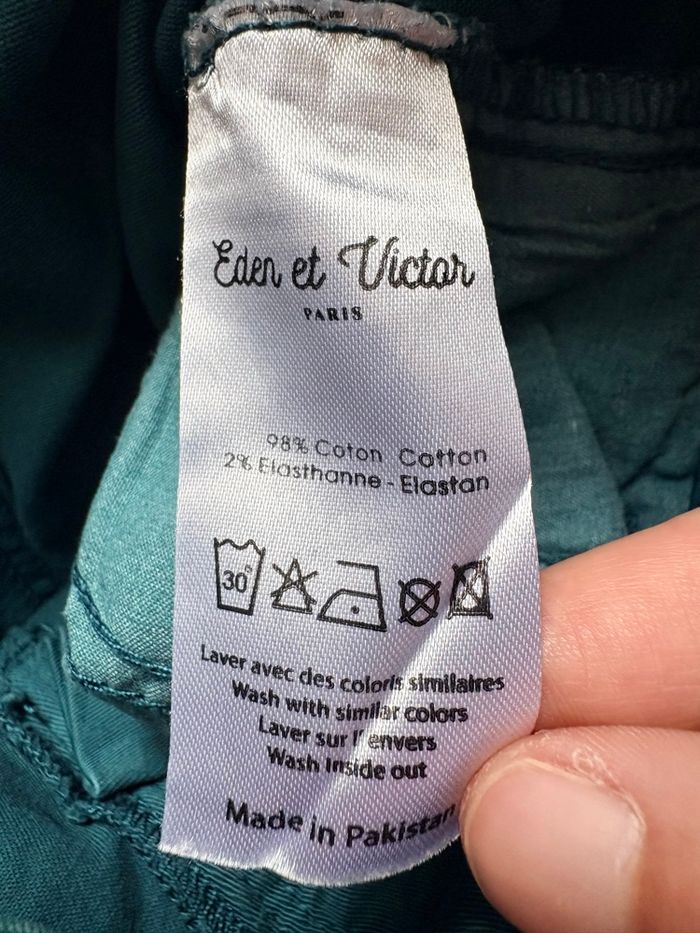 Eden et Victor
PARIS
98% Coton Cotton
2% Elasthanne - Elastan
30°
Laver avec des coloris similaires
Wash with similar colors
Laver sur l'envers
Wash inside out
Made in Pakistan